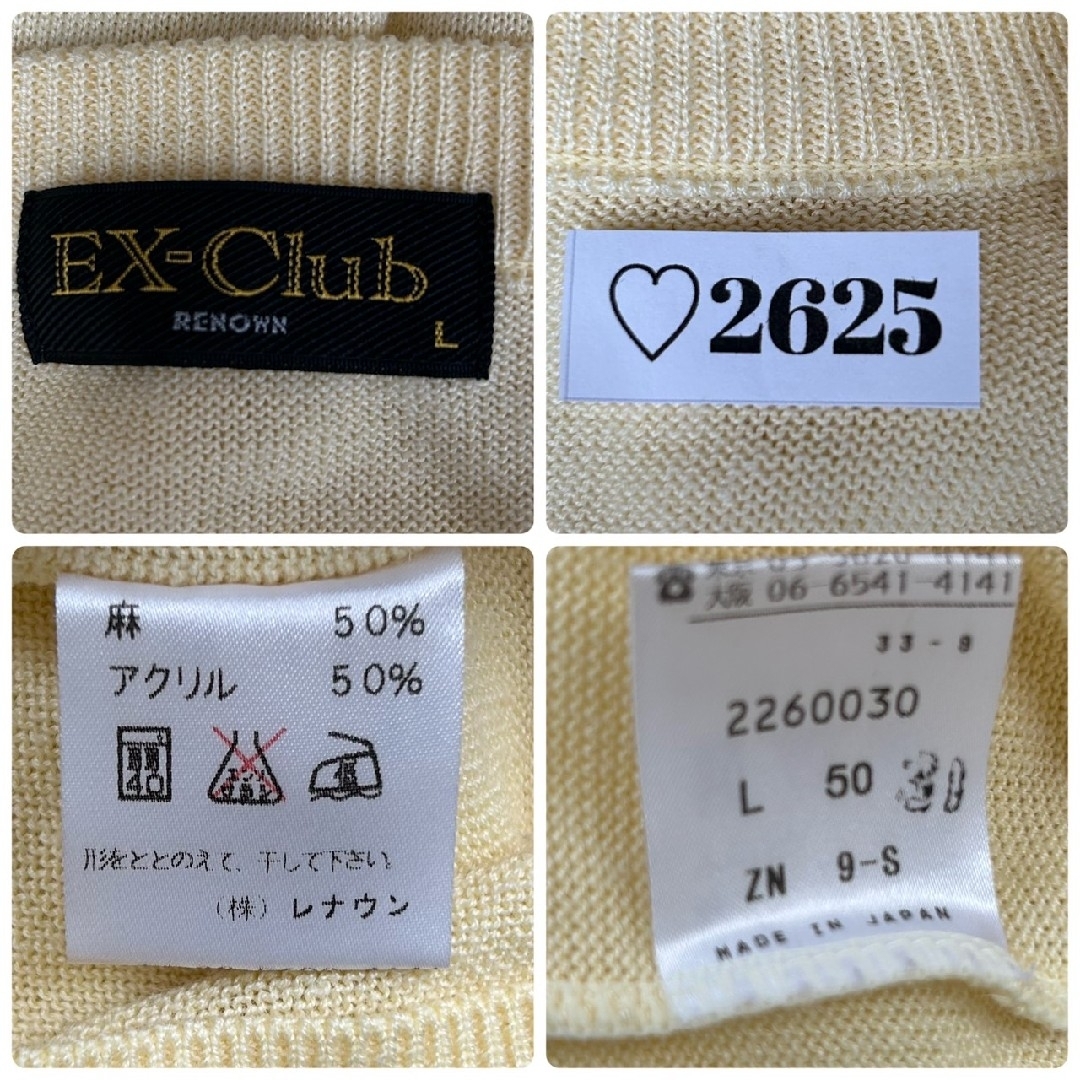 EX-Club
RENOWN
L
♡2625
麻 50%
アクリル 50%
40
形をととのえて、干して下さい
(株) レナウン
大阪 06-6541-4141
33-9
2260030
L 50
ZN 9-S
MADE IN JAPAN